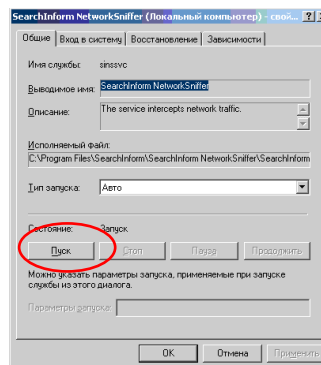 SearchInform NetworkSniffer (Локальный компьютер) - свой...
Общие Вход в систему Восстановление Зависимости
Имя службы: sinssvc
Выводимое имя: SearchInform NetworkSniffer
Описание: The service intercepts network traffic.
Исполняемый файл:
C:\Program Files\SearchInform\SearchInform NetworkSniffer\SearchInform
Тип запуска: Авто
Состояние: Запуск
Пуск Стоп Пауза Продолжить
Можно указать параметры запуска, применяемые при запуске
службы из этого диалога.
Параметры запуска:
OK Отмена Применить